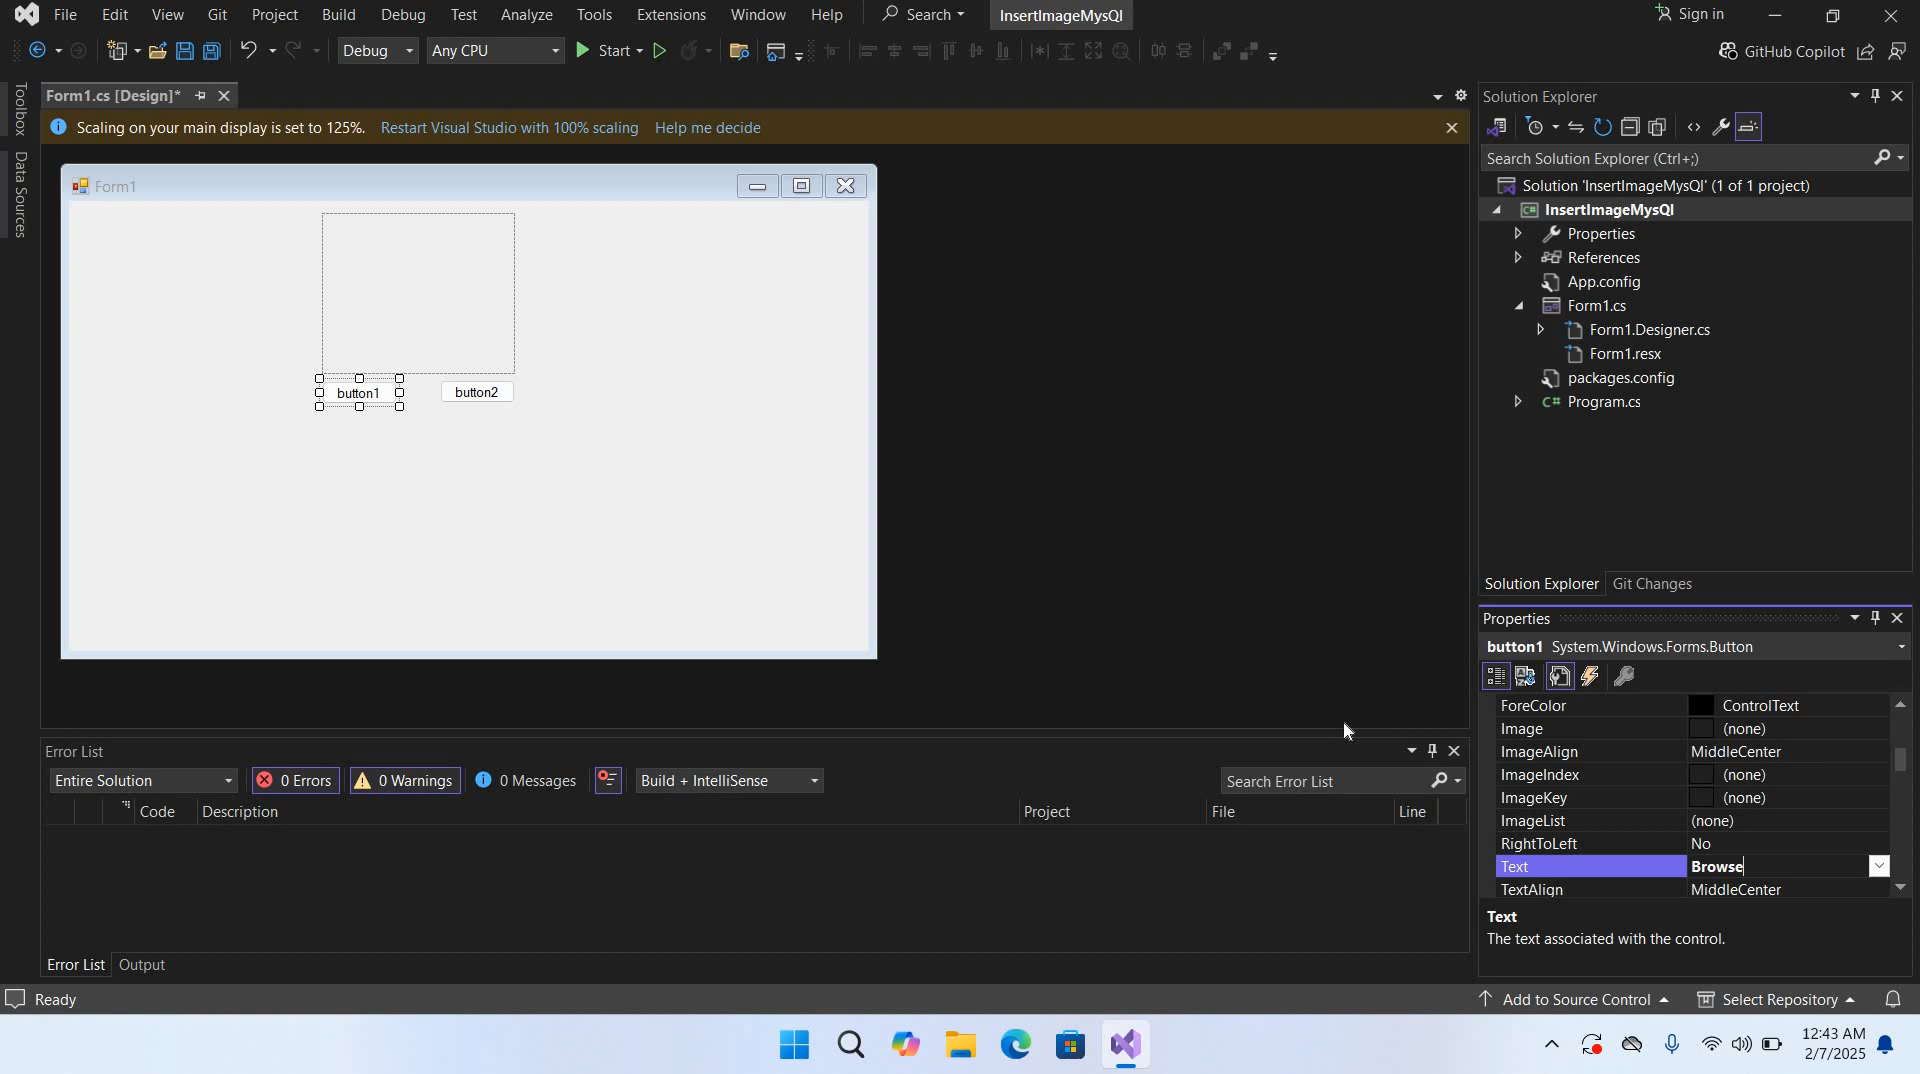 File Edit View Git Project Build Debug Test Analyze Tools Extensions Window Help Search InsertImageMysQl Sign in
Debug Any CPU Start GitHub Copilot
Toolbox
Data Sources
Form1.cs [Design]*
Scaling on your main display is set to 125%. Restart Visual Studio with 100% scaling Help me decide
Form1
button1 button2
Solution Explorer
Search Solution Explorer (Ctrl+;)
Solution 'InsertImageMysQl' (1 of 1 project)
InsertImageMysQl
Properties
References
App.config
Form1.cs
Form1.Designer.cs
Form1.resx
packages.config
Program.cs
Solution Explorer Git Changes
Properties
button1 System.Windows.Forms.Button
ForeColor ControlText
Image (none)
ImageAlign MiddleCenter
ImageIndex (none)
ImageKey (none)
ImageList (none)
RightToLeft No
Text Browse
TextAlign MiddleCenter
Text
The text associated with the control.
Error List
Entire Solution 0 Errors 0 Warnings 0 Messages Build + IntelliSense Search Error List
Code Description Project File Line
Error List Output
Ready Add to Source Control Select Repository
12:43 AM
2/7/2025